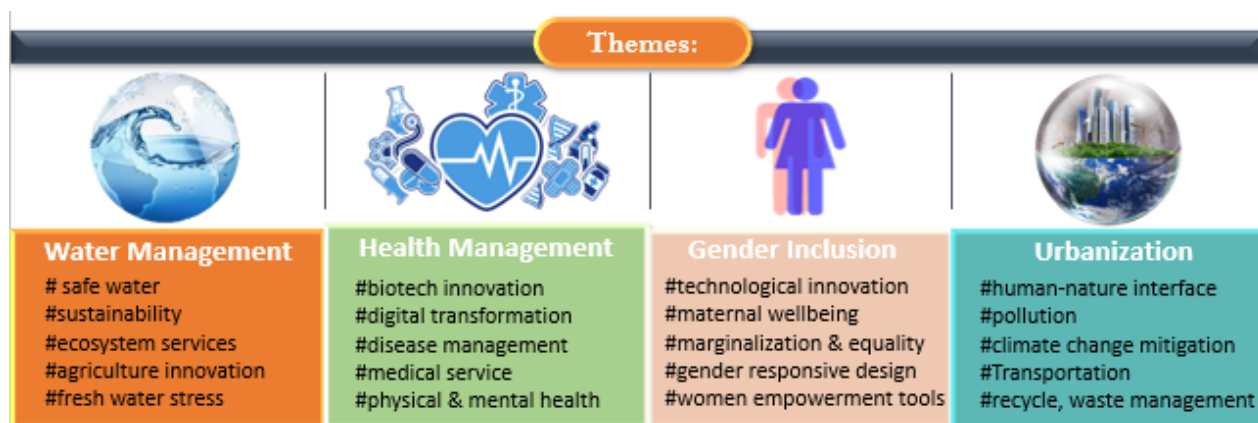 Themes:
Water Management
# safe water
#sustainability
#ecosystem services
#agriculture innovation
#fresh water stress
Health Management
#biotech innovation
#digital transformation
#disease management
#medical service
#physical & mental health
Gender Inclusion
#technological innovation
#maternal wellbeing
#marginalization & equality
#gender responsive design
#women empowerment tools
Urbanization
#human-nature interface
#pollution
#climate change mitigation
#Transportation
#recycle, waste management